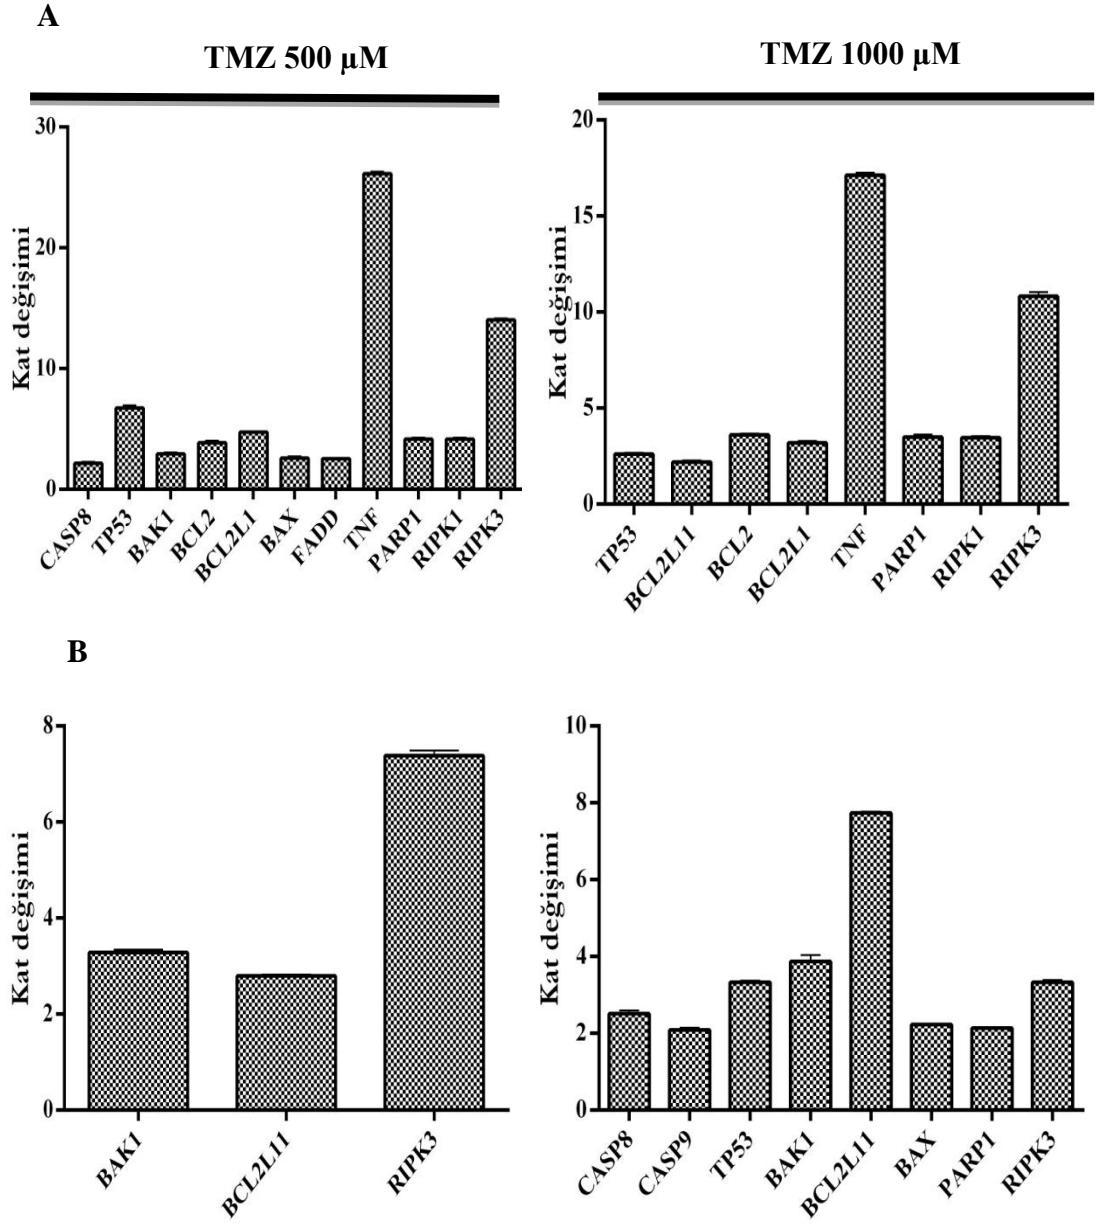 A
TMZ 500 µM
TMZ 1000 µM
Kat değişimi
30
20
10
0
CASP8
TP53
BAK1
BCL2
BCL2L1
BAX
FADD
TNF
PARP1
RIPK1
RIPK3
Kat değişimi
20
15
10
5
0
TP53
BCL2L11
BCL2
BCL2L1
TNF
PARP1
RIPK1
RIPK3
B
Kat değişimi
8
6
4
2
0
BAK1
BCL2L11
RIPK3
Kat değişimi
10
8
6
4
2
0
CASP8
CASP9
TP53
BAK1
BCL2L11
BAX
PARP1
RIPK3